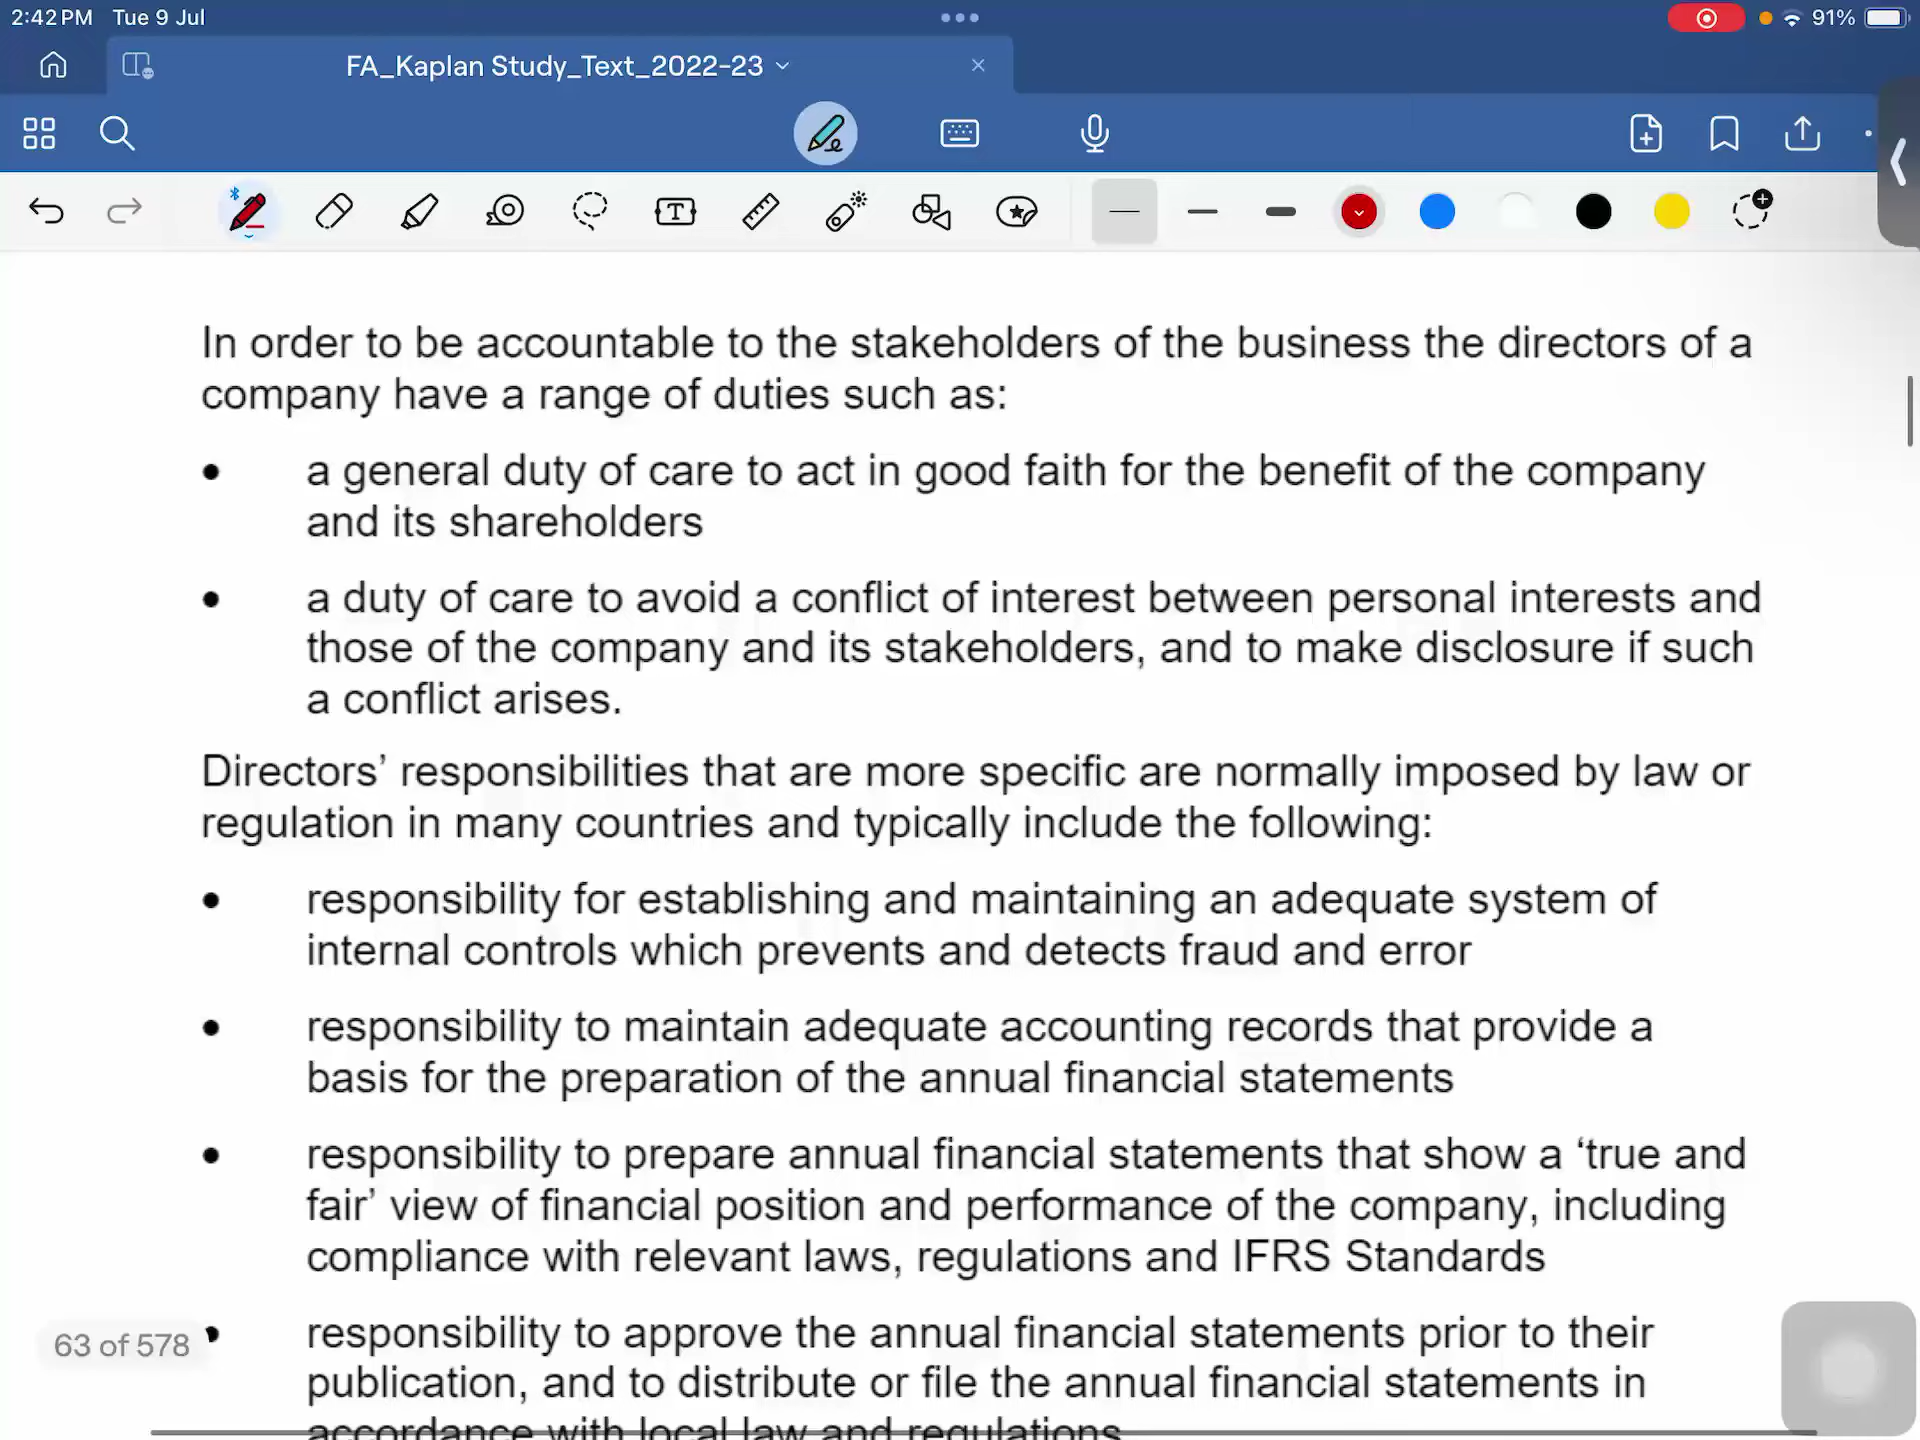 2:42 PM Tue 9 Jul
91%
FA_Kaplan Study_Text_2022-23
In order to be accountable to the stakeholders of the business the directors of a
company have a range of duties such as:
• a general duty of care to act in good faith for the benefit of the company
and its shareholders
• a duty of care to avoid a conflict of interest between personal interests and
those of the company and its stakeholders, and to make disclosure if such
a conflict arises.
Directors’ responsibilities that are more specific are normally imposed by law or
regulation in many countries and typically include the following:
• responsibility for establishing and maintaining an adequate system of
internal controls which prevents and detects fraud and error
• responsibility to maintain adequate accounting records that provide a
basis for the preparation of the annual financial statements
• responsibility to prepare annual financial statements that show a ‘true and
fair’ view of financial position and performance of the company, including
compliance with relevant laws, regulations and IFRS Standards
• responsibility to approve the annual financial statements prior to their
publication, and to distribute or file the annual financial statements in
accordance with local law and regulations
63 of 578